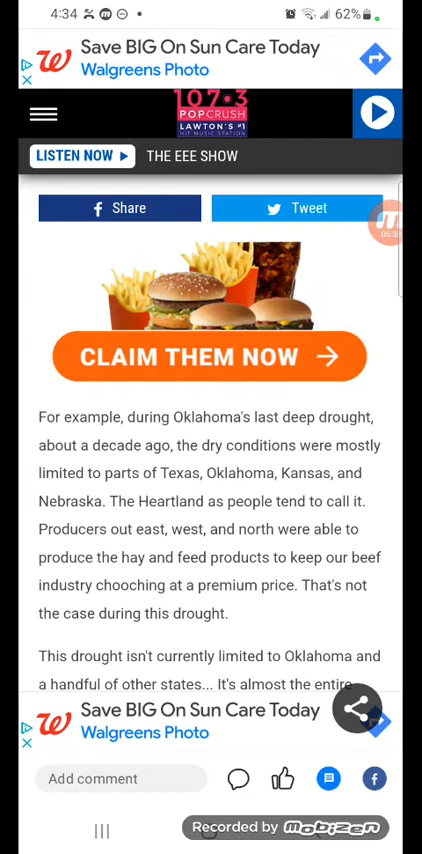 4:34
62%
Save BIG On Sun Care Today
Walgreens Photo
107.3
POPCRUSH
LAWTON'S #1
HIT MUSIC STATION
LISTEN NOW
THE EEE SHOW
Share
Tweet
CLAIM THEM NOW
For example, during Oklahoma's last deep drought,
about a decade ago, the dry conditions were mostly
limited to parts of Texas, Oklahoma, Kansas, and
Nebraska. The Heartland as people tend to call it.
Producers out east, west, and north were able to
produce the hay and feed products to keep our beef
industry chooching at a premium price. That's not
the case during this drought.
This drought isn't currently limited to Oklahoma and
a handful of other states... It's almost the entire
Save BIG On Sun Care Today
Walgreens Photo
Add comment
Recorded by Mobizen